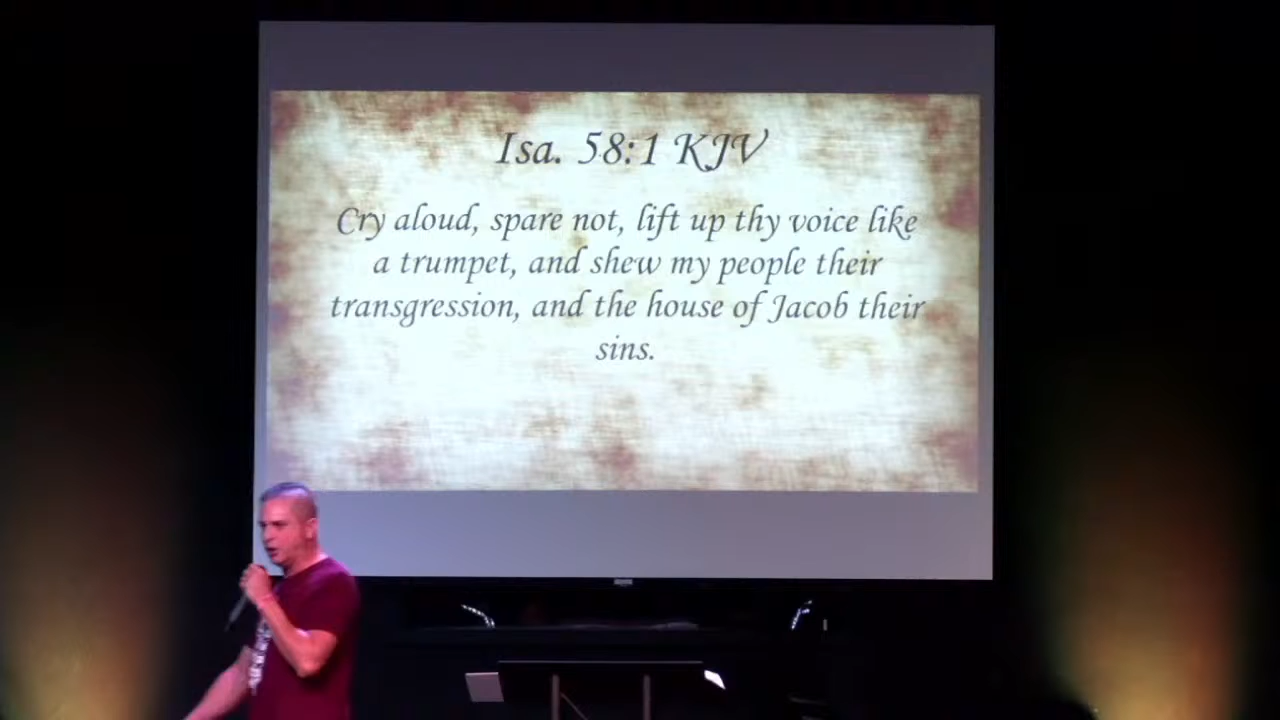 Isa. 58:1 KJV
Cry aloud, spare not, lift up thy voice like
a trumpet, and shew my people their
transgression, and the house of Jacob their
sins.